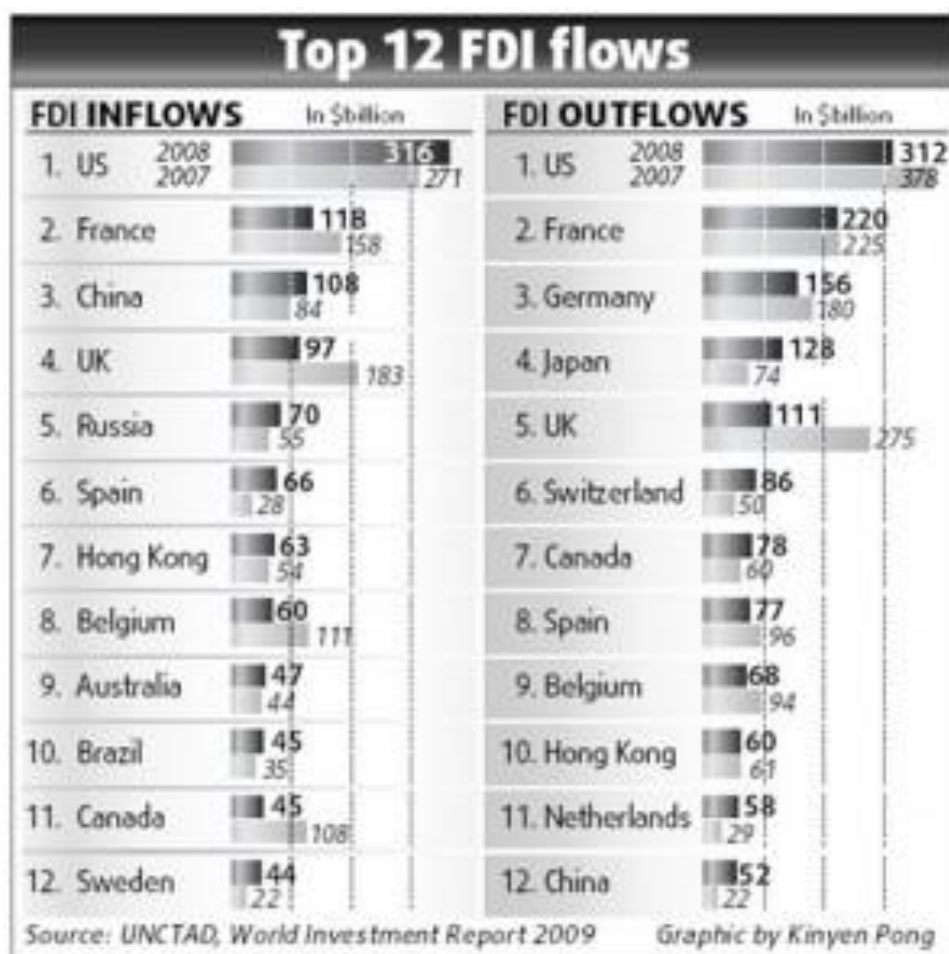 Top 12 FDI flows
FDI INFLOWS In $billion
1. US 2008 316
2007 271
2. France 118
158
3. China 108
84
4. UK 97
183
5. Russia 70
55
6. Spain 66
28
7. Hong Kong 63
54
8. Belgium 60
111
9. Australia 47
44
10. Brazil 45
35
11. Canada 45
108
12. Sweden 44
22
FDI OUTFLOWS In $billion
1. US 2008 312
2007 378
2. France 220
225
3. Germany 156
180
4. Japan 128
74
5. UK 111
275
6. Switzerland 86
50
7. Canada 78
60
8. Spain 77
96
9. Belgium 68
94
10. Hong Kong 60
61
11. Netherlands 58
29
12. China 52
22
Source: UNCTAD, World Investment Report 2009 Graphic by Kinyen Pong